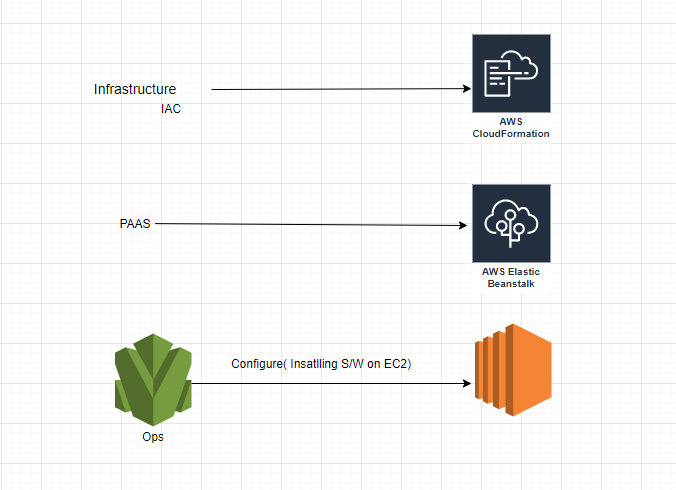 Infrastructure
IAC
AWS
CloudFormation
PAAS
AWS Elastic
Beanstalk
Configure( Insatlling S/W on EC2)
Ops